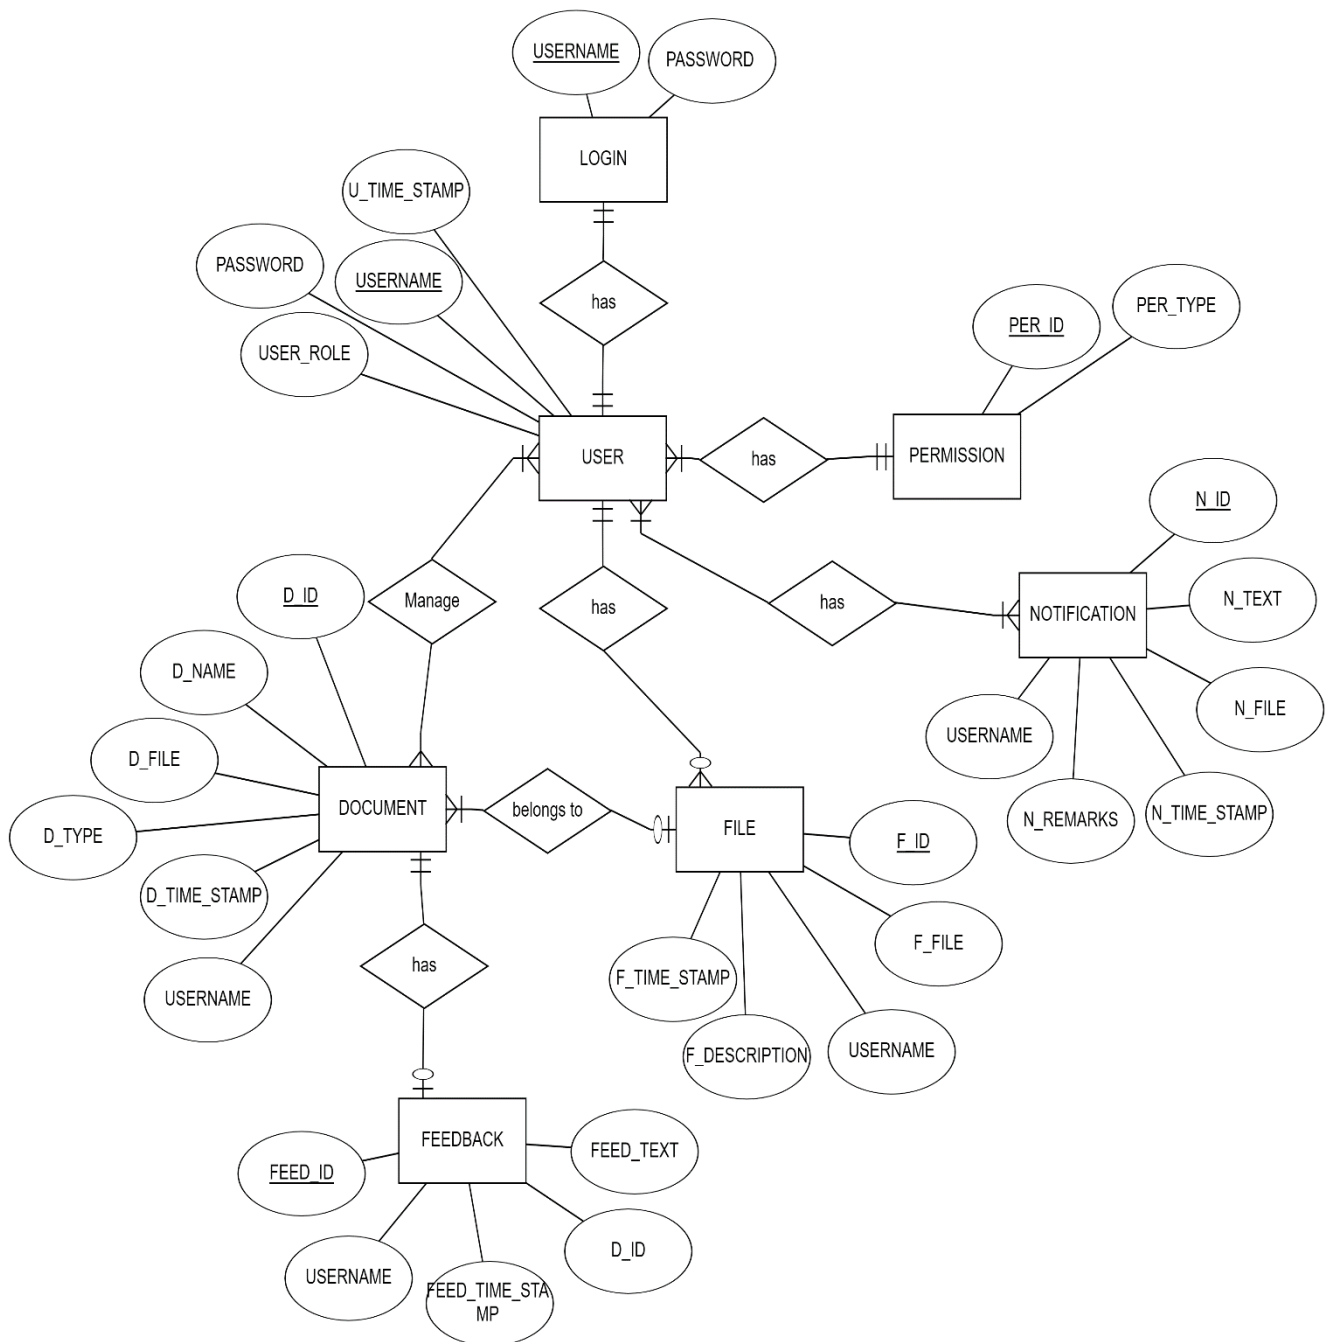 USERNAME
PASSWORD
LOGIN
U_TIME_STAMP
PASSWORD
USERNAME
has
USER_ROLE
PER_ID
PER_TYPE
USER
has
PERMISSION
N_ID
D_ID
Manage
has
has
NOTIFICATION
N_TEXT
D_NAME
N_FILE
USERNAME
D_FILE
DOCUMENT
belongs to
FILE
N_REMARKS
N_TIME_STAMP
D_TYPE
F_ID
D_TIME_STAMP
F_FILE
has
F_TIME_STAMP
USERNAME
F_DESCRIPTION
USERNAME
FEEDBACK
FEED_TEXT
FEED_ID
D_ID
USERNAME
FEED_TIME_STA
MP